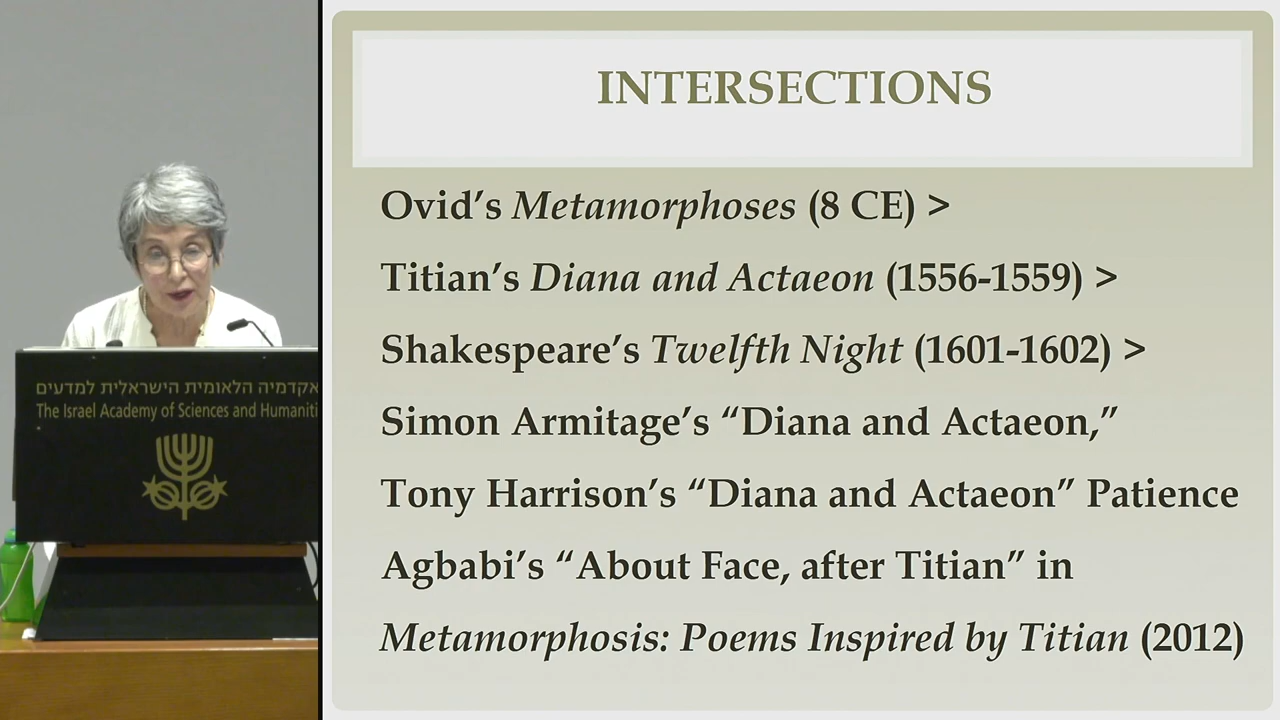 אקדמיה הלאומית הישראלית למדעים
The Israel Academy of Sciences and Humaniti
INTERSECTIONS
Ovid’s Metamorphoses (8 CE) >
Titian’s Diana and Actaeon (1556-1559) >
Shakespeare’s Twelfth Night (1601-1602) >
Simon Armitage’s “Diana and Actaeon,”
Tony Harrison’s “Diana and Actaeon” Patience
Agbabi’s “About Face, after Titian” in
Metamorphosis: Poems Inspired by Titian (2012)